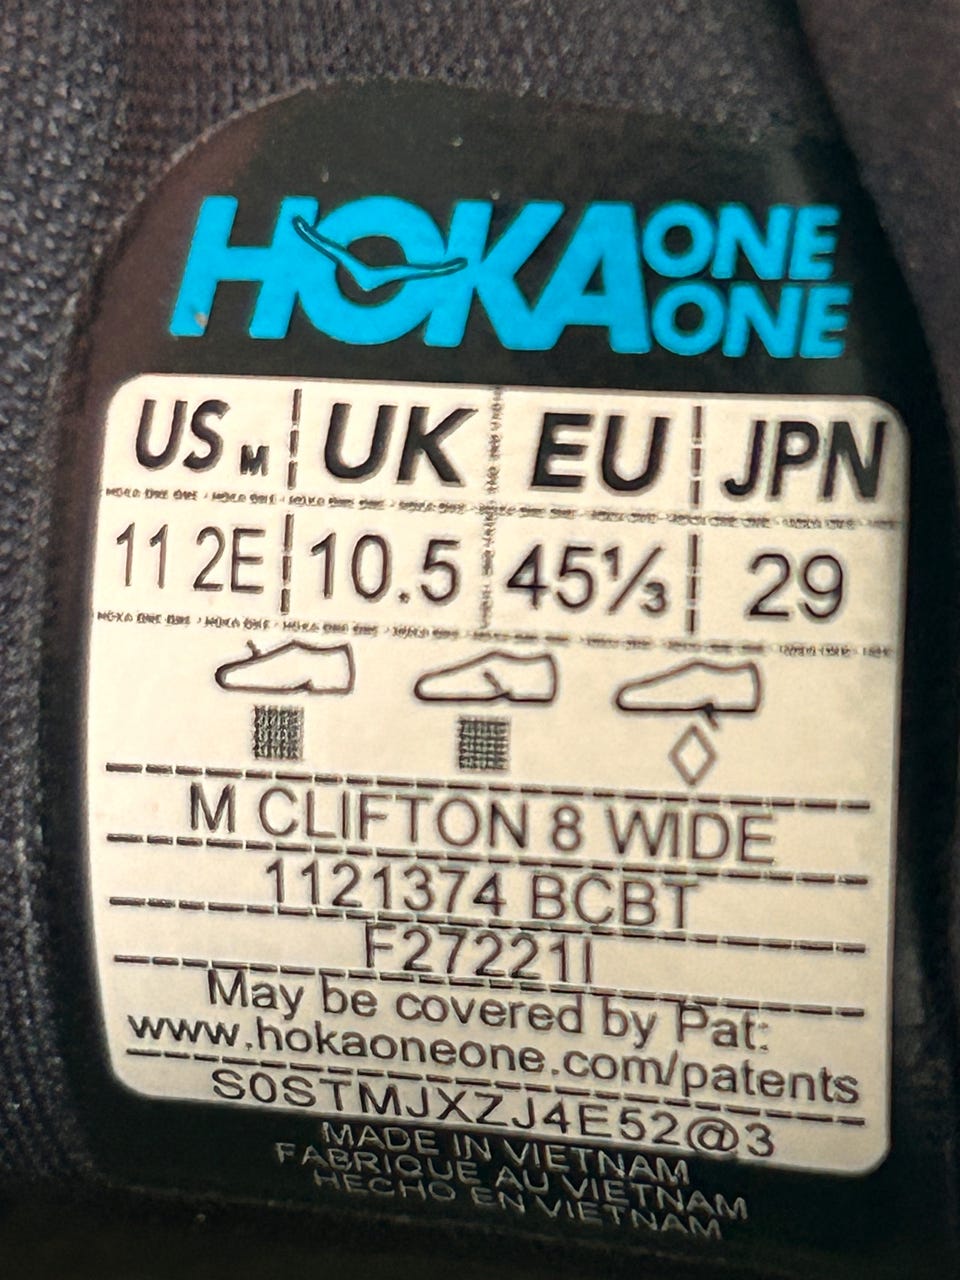 HOKA ONE ONE
US M UK EU JPN
11 2E 10.5 45⅓ 29
M CLIFTON 8 WIDE
1121374 BCBT
F27221I
May be covered by Pat:
www.hokaoneone.com/patents
S0STMJXZJ4E52@3
MADE IN VIETNAM
FABRIQUE AU VIETNAM
HECHO EN VIETNAM